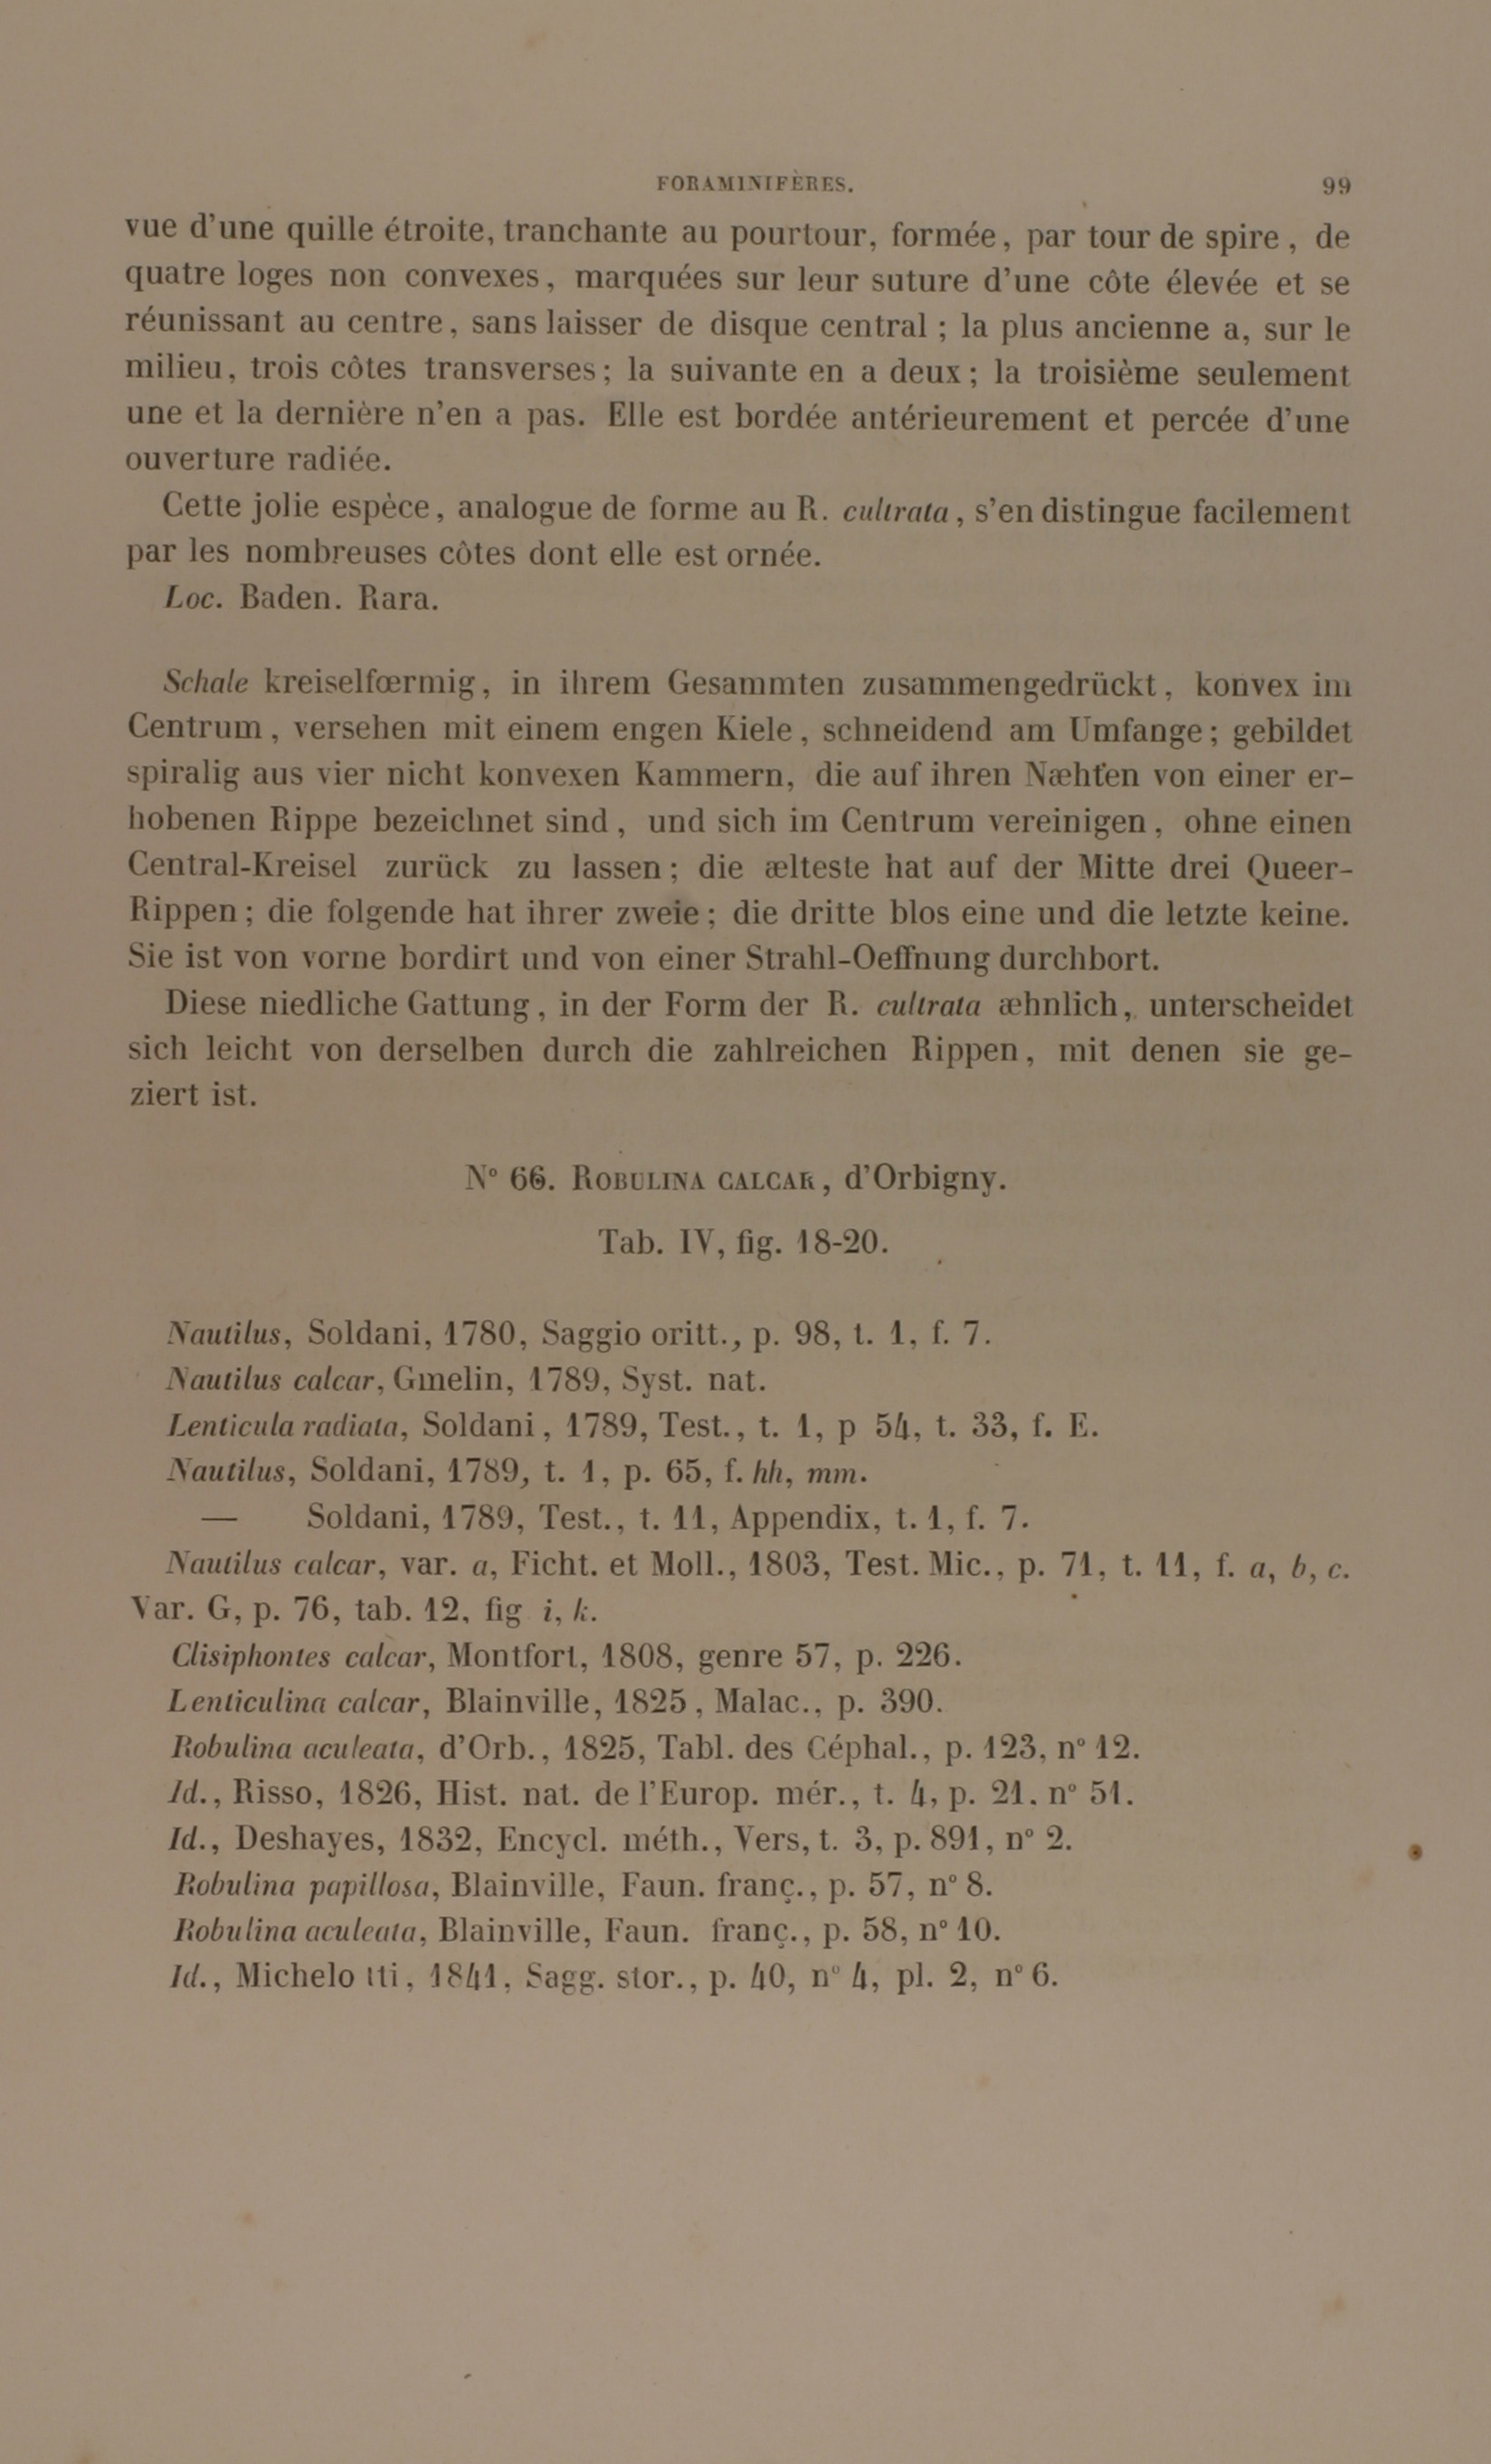 FORAMINIFÈRES. 99
vue d'une quille étroite, tranchante au pourtour, formée, par tour de spire, de
quatre loges non convexes, marquées sur leur suture d'une côte élevée et se
réunissant au centre, sans laisser de disque central ; la plus ancienne a, sur le
milieu, trois côtes transverses ; la suivante en a deux ; la troisième seulement
une et la dernière n'en a pas. Elle est bordée antérieurement et percée d'une
ouverture radiée.
Cette jolie espèce, analogue de forme au R. cultrata, s'en distingue facilement
par les nombreuses côtes dont elle est ornée.
Loc. Baden. Rara.
Schale kreiselfœrmig, in ihrem Gesammten zusammengedrückt, konvex im
Centrum, versehen mit einem engen Kiele, schneidend am Umfange ; gebildet
spiralig aus vier nicht konvexen Kammern, die auf ihren Næhten von einer er-
hobenen Rippe bezeichnet sind, und sich im Centrum vereinigen, ohne einen
Central-Kreisel zurück zu lassen ; die ælteste hat auf der Mitte drei Queer-
Rippen ; die folgende hat ihrer zweie ; die dritte blos eine und die letzte keine.
Sie ist von vorne bordirt und von einer Strahl-Oeffnung durchbort.
Diese niedliche Gattung, in der Form der R. cultrata æhnlich, unterscheidet
sich leicht von derselben durch die zahlreichen Rippen, mit denen sie ge-
ziert ist.
N° 66. ROBULINA CALCAR, d'Orbigny.
Tab. IV, fig. 18-20.
Nautilus, Soldani, 1780, Saggio oritt., p. 98, t. 1, f. 7.
Nautilus calcar, Gmelin, 1789, Syst. nat.
Lenticula radiata, Soldani, 1789, Test., t. 1, p 54, t. 33, f. E.
Nautilus, Soldani, 1789, t. 1, p. 65, f. hh, mm.
— Soldani, 1789, Test., t. 11, Appendix, t. 1, f. 7.
Nautilus calcar, var. a, Ficht. et Moll., 1803, Test. Mic., p. 71, t. 11, f. a, b, c.
Var. G, p. 76, tab. 12, fig i, k.
Clisiphontes calcar, Montfort, 1808, genre 57, p. 226.
Lenticulina calcar, Blainville, 1825, Malac., p. 390.
Robulina aculeata, d'Orb., 1825, Tabl. des Céphal., p. 123, n° 12.
Id., Risso, 1826, Hist. nat. de l'Europ. mér., t. 4, p. 21. n° 51.
Id., Deshayes, 1832, Encycl. méth., Vers, t. 3, p. 891, n° 2.
Robulina papillosa, Blainville, Faun. franç., p. 57, n° 8.
Robulina aculeata, Blainville, Faun. franç., p. 58, n° 10.
Id., Michelo tti, 1841, Sagg. stor., p. 40, n° 4, pl. 2, n° 6.